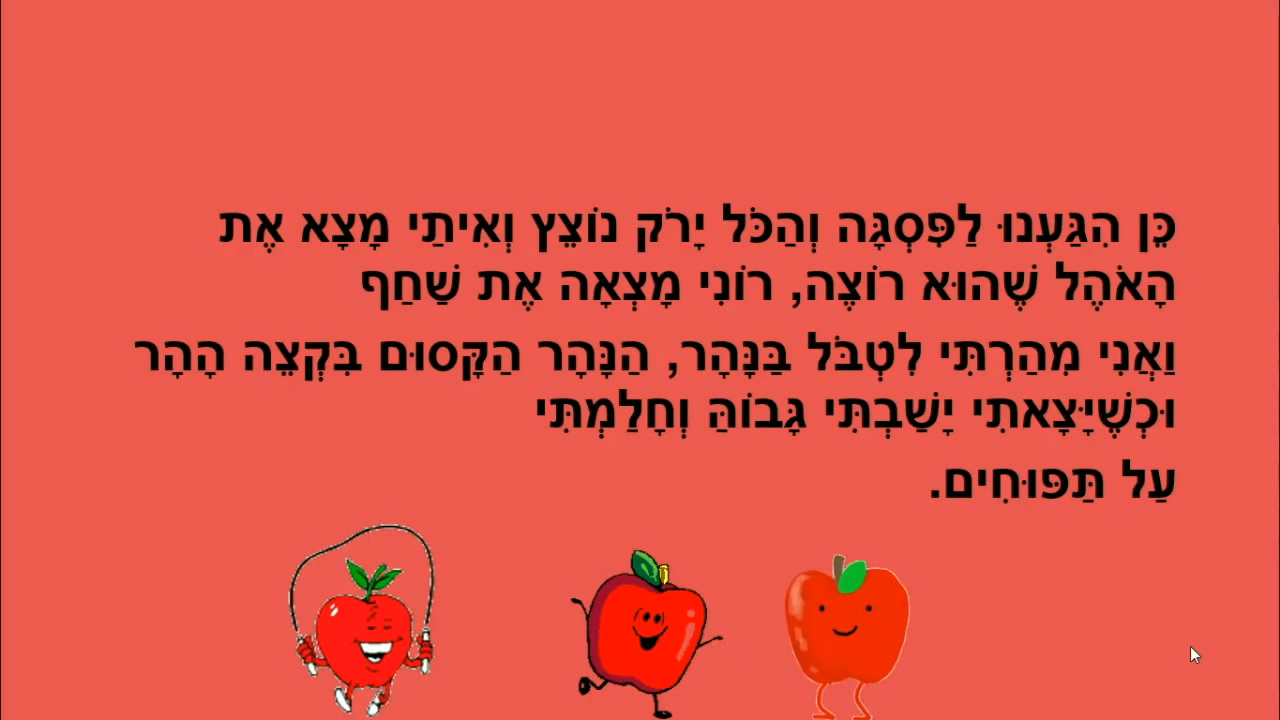 כֵּן הִגַּעְנוּ לַפִּסְגָּה וְהַכֹּל יָרֹק נוֹצֵץ וְאִיתַי מָצָא אֶת
הָאֹהֶל שֶׁהוּא רוֹצֶה, רוֹנִי מָצְאָה אֶת שַׁחַף
וַאֲנִי מִהַרְתִּי לִטְבֹּל בַּנָּהָר, הַנָּהָר הַקָּסוּם בִּקְצֵה הָהָר
וּכְשֶׁיָּצָאתִי יָשַׁבְתִּי גָּבוֹהַּ וְחָלַמְתִּי
עַל תַּפּוּחִים.